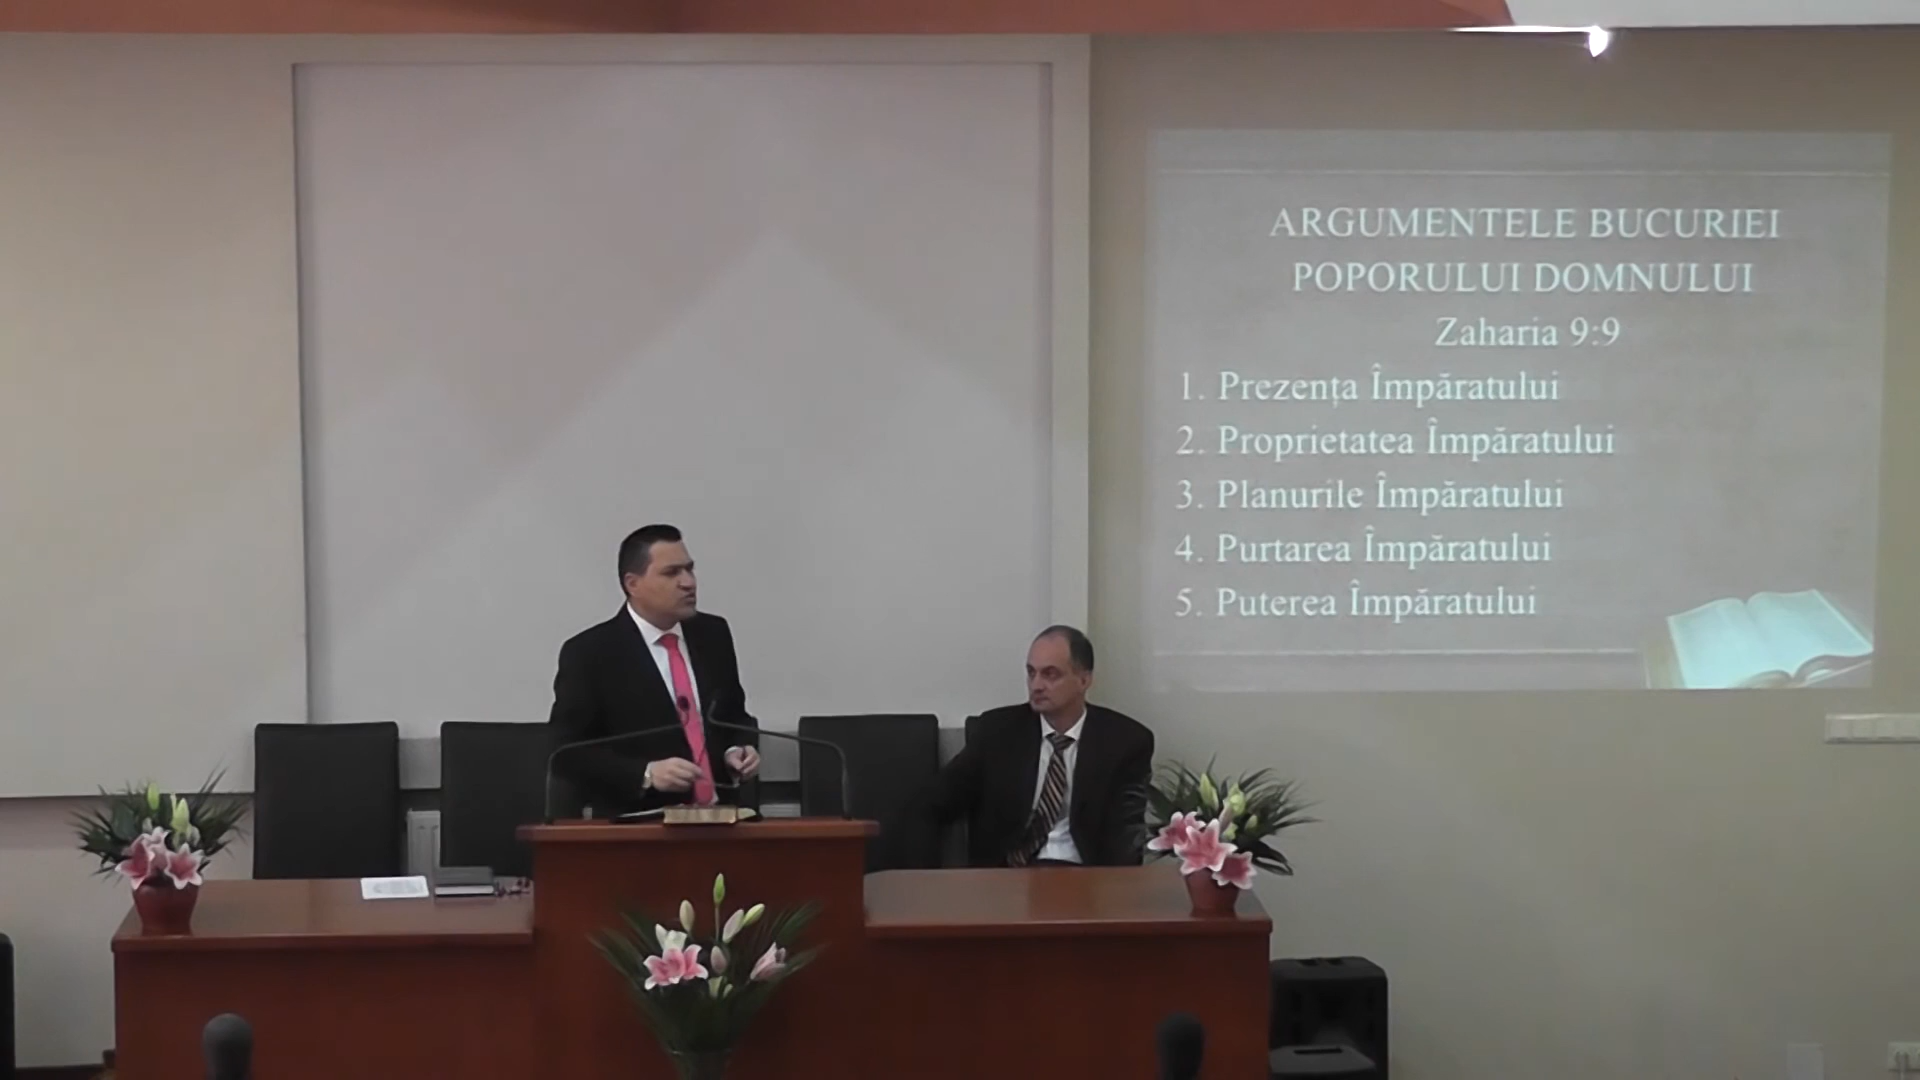 ARGUMENTELE BUCURIEI
POPORULUI DOMNULUI
Zaharia 9:9
1. Prezența Împăratului
2. Proprietatea Împăratului
3. Planurile Împăratului
4. Purtarea Împăratului
5. Puterea Împăratului